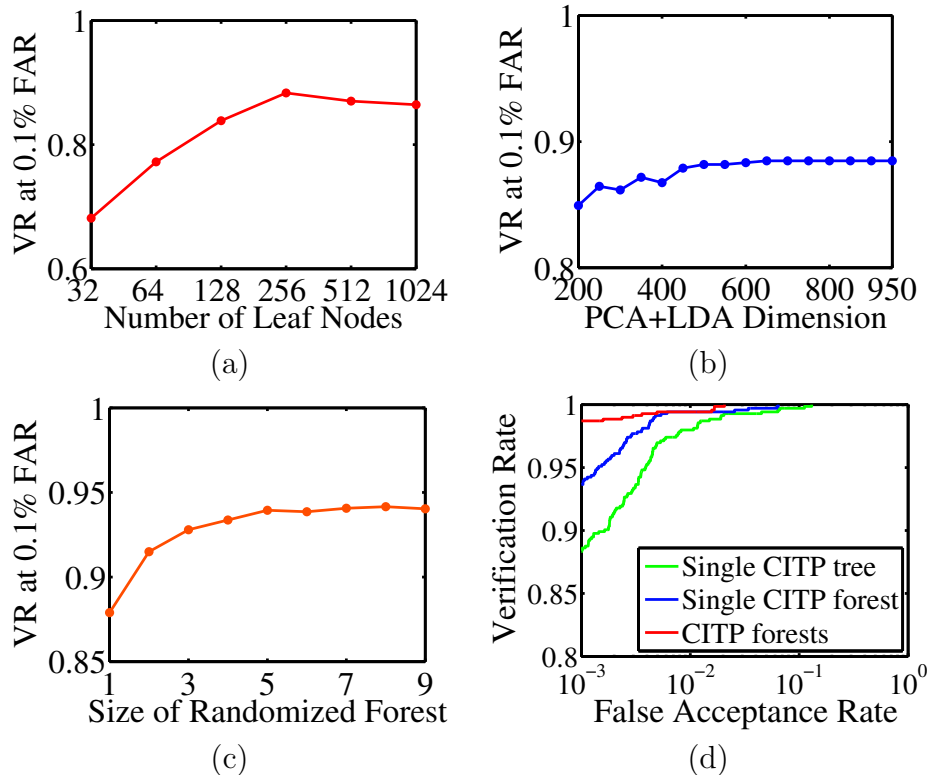 VR at 0.1% FAR
1
0.8
0.6
32 64 128 256 512 1024
Number of Leaf Nodes
(a)
VR at 0.1% FAR
1
0.9
0.8
200 400 600 800 950
PCA+LDA Dimension
(b)
VR at 0.1% FAR
1
0.95
0.9
0.85
1 3 5 7 9
Size of Randomized Forest
(c)
Verification Rate
1
0.95
0.9
0.85
0.8
Single CITP tree
Single CITP forest
CITP forests
10⁻³ 10⁻² 10⁻¹ 10⁰
False Acceptance Rate
(d)